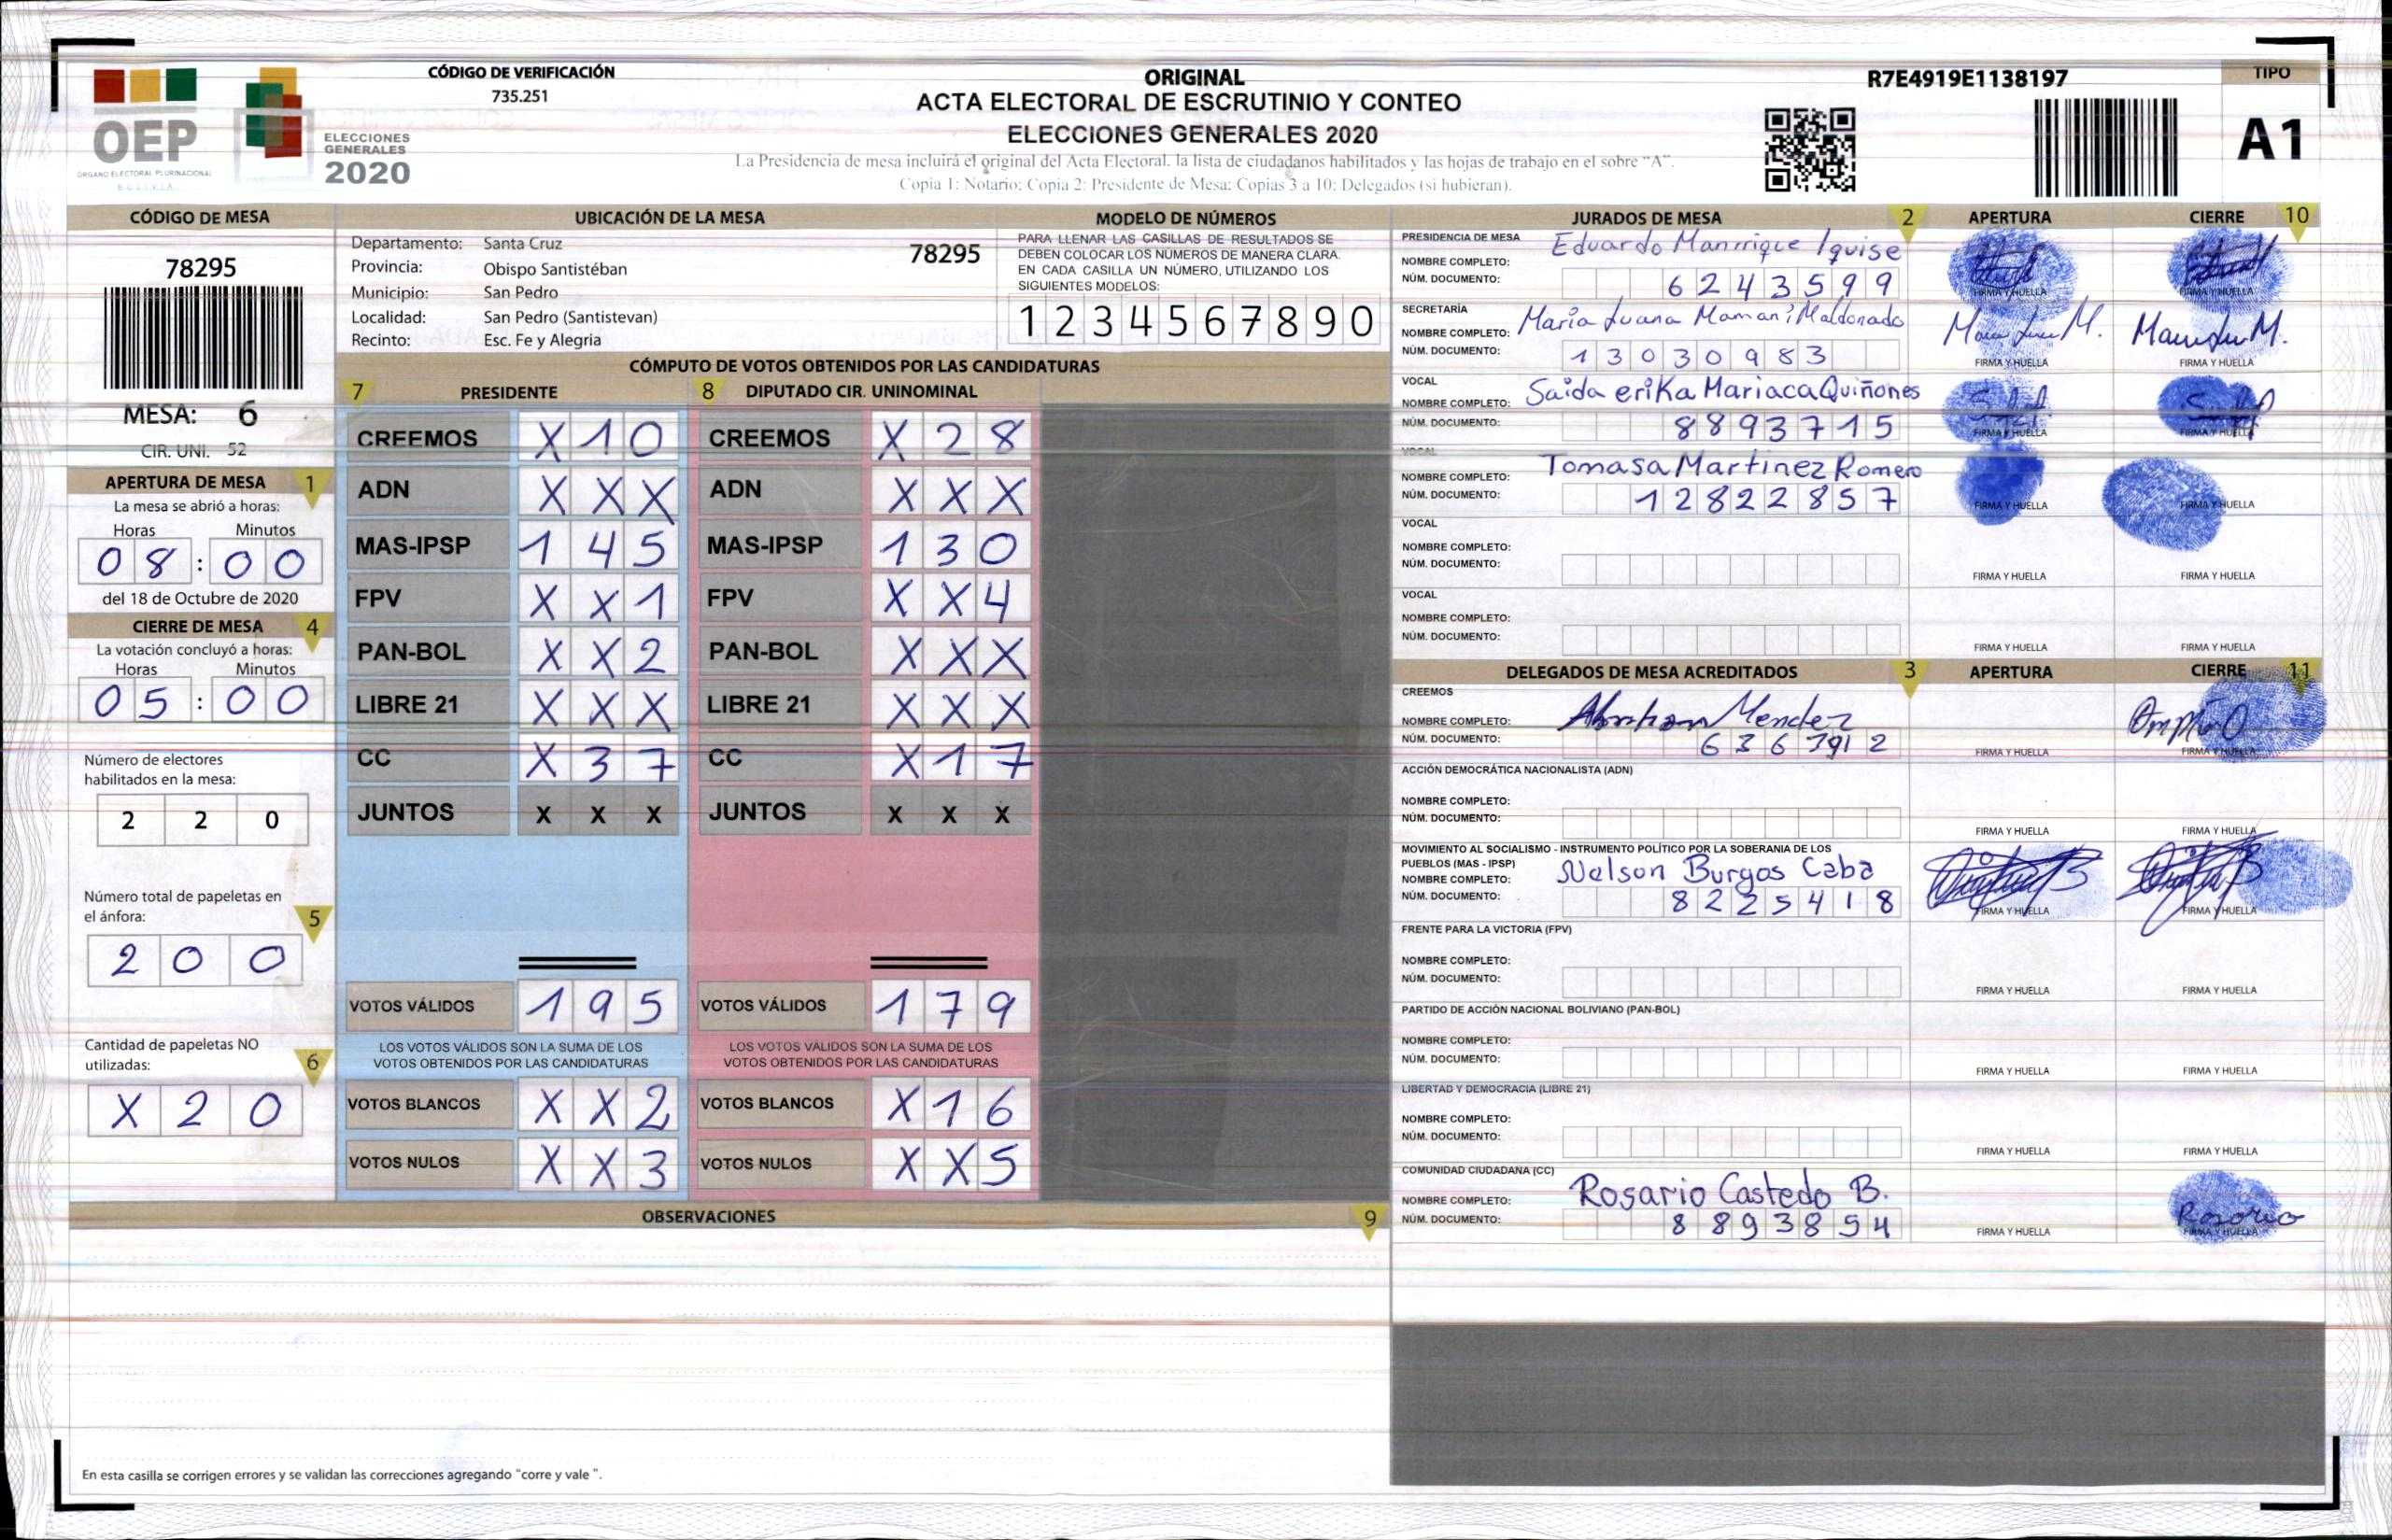 CÓDIGO DE VERIFICACIÓN
735.251
OEP
ORGANO ELECTORAL PLURINACIONAL
BOLIVIA
ELECCIONES
GENERALES
2020
ORIGINAL
ACTA ELECTORAL DE ESCRUTINIO Y CONTEO
ELECCIONES GENERALES 2020
La Presidencia de mesa incluirá el original del Acta Electoral, la lista de ciudadanos habilitados y las hojas de trabajo en el sobre "A".
Copia 1: Notario; Copia 2: Presidente de Mesa; Copias 3 a 10: Delegados (si hubieran).
R7E4919E1138197
TIPO
A1
CÓDIGO DE MESA
78295
MESA: 6
CIR. UNI. 52
APERTURA DE MESA 1
La mesa se abrió a horas:
Horas Minutos
08:00
del 18 de Octubre de 2020
CIERRE DE MESA 4
La votación concluyó a horas:
Horas Minutos
05:00
Número de electores
habilitados en la mesa:
2 2 0
Número total de papeletas en
el ánfora: 5
2 0 0
Cantidad de papeletas NO
utilizadas: 6
X 2 0
UBICACIÓN DE LA MESA
Departamento: Santa Cruz 78295
Provincia: Obispo Santistéban
Municipio: San Pedro
Localidad: San Pedro (Santistevan)
Recinto: Esc. Fe y Alegria
MODELO DE NÚMEROS
PARA LLENAR LAS CASILLAS DE RESULTADOS SE
DEBEN COLOCAR LOS NÚMEROS DE MANERA CLARA.
EN CADA CASILLA UN NÚMERO, UTILIZANDO LOS
SIGUIENTES MODELOS:
1 2 3 4 5 6 7 8 9 0
CÓMPUTO DE VOTOS OBTENIDOS POR LAS CANDIDATURAS
7 PRESIDENTE 8 DIPUTADO CIR. UNINOMINAL
CREEMOS X 1 0 CREEMOS X 2 8
ADN X X X ADN X X X
MAS-IPSP 1 4 5 MAS-IPSP 1 3 0
FPV X X 1 FPV X X 4
PAN-BOL X X 2 PAN-BOL X X X
LIBRE 21 X X X LIBRE 21 X X X
CC X 3 7 CC X 1 7
JUNTOS X X X JUNTOS X X X
VOTOS VÁLIDOS 1 9 5 VOTOS VÁLIDOS 1 7 9
LOS VOTOS VÁLIDOS SON LA SUMA DE LOS LOS VOTOS VÁLIDOS SON LA SUMA DE LOS
VOTOS OBTENIDOS POR LAS CANDIDATURAS VOTOS OBTENIDOS POR LAS CANDIDATURAS
VOTOS BLANCOS X X 2 VOTOS BLANCOS X 1 6
VOTOS NULOS X X 3 VOTOS NULOS X X 5
OBSERVACIONES 9
En esta casilla se corrigen errores y se validan las correcciones agregando "corre y vale ".
JURADOS DE MESA 2 APERTURA CIERRE 10
PRESIDENCIA DE MESA Eduardo Manrrique Iquise
NOMBRE COMPLETO:
NÚM. DOCUMENTO: 6243599
FIRMA Y HUELLA FIRMA Y HUELLA
SECRETARÍA
NOMBRE COMPLETO: Maria Juana Mamani Maldonado
NÚM. DOCUMENTO: 13030983
FIRMA Y HUELLA FIRMA Y HUELLA
VOCAL
NOMBRE COMPLETO: Saida eriKa Mariaca Quiñones
NÚM. DOCUMENTO: 8893715
FIRMA Y HUELLA FIRMA Y HUELLA
VOCAL
NOMBRE COMPLETO: Tomasa Martinez Romero
NÚM. DOCUMENTO: 12822857
FIRMA Y HUELLA FIRMA Y HUELLA
VOCAL
NOMBRE COMPLETO:
NÚM. DOCUMENTO:
FIRMA Y HUELLA FIRMA Y HUELLA
VOCAL
NOMBRE COMPLETO:
NÚM. DOCUMENTO:
FIRMA Y HUELLA FIRMA Y HUELLA
DELEGADOS DE MESA ACREDITADOS 3 APERTURA CIERRE 11
CREEMOS
NOMBRE COMPLETO: Abrahan Mendez
NÚM. DOCUMENTO: 6367912
FIRMA Y HUELLA FIRMA Y HUELLA
ACCIÓN DEMOCRÁTICA NACIONALISTA (ADN)
NOMBRE COMPLETO:
NÚM. DOCUMENTO:
FIRMA Y HUELLA FIRMA Y HUELLA
MOVIMIENTO AL SOCIALISMO - INSTRUMENTO POLÍTICO POR LA SOBERANIA DE LOS
PUEBLOS (MAS - IPSP)
NOMBRE COMPLETO: Nelson Burgos Caba
NÚM. DOCUMENTO: 8225418
FIRMA Y HUELLA FIRMA Y HUELLA
FRENTE PARA LA VICTORIA (FPV)
NOMBRE COMPLETO:
NÚM. DOCUMENTO:
FIRMA Y HUELLA FIRMA Y HUELLA
PARTIDO DE ACCIÓN NACIONAL BOLIVIANO (PAN-BOL)
NOMBRE COMPLETO:
NÚM. DOCUMENTO:
FIRMA Y HUELLA FIRMA Y HUELLA
LIBERTAD Y DEMOCRACIA (LIBRE 21)
NOMBRE COMPLETO:
NÚM. DOCUMENTO:
FIRMA Y HUELLA FIRMA Y HUELLA
COMUNIDAD CIUDADANA (CC)
NOMBRE COMPLETO: Rosario Castedo B.
NÚM. DOCUMENTO: 8893854
Rosario
FIRMA Y HUELLA FIRMA Y HUELLA